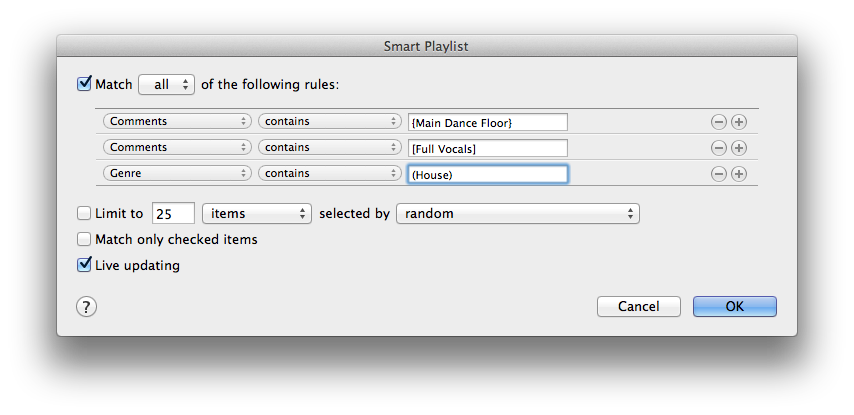 Smart Playlist
Match all of the following rules:
Comments contains {Main Dance Floor}
Comments contains [Full Vocals]
Genre contains (House)
Limit to 25 items selected by random
Match only checked items
Live updating
? Cancel OK